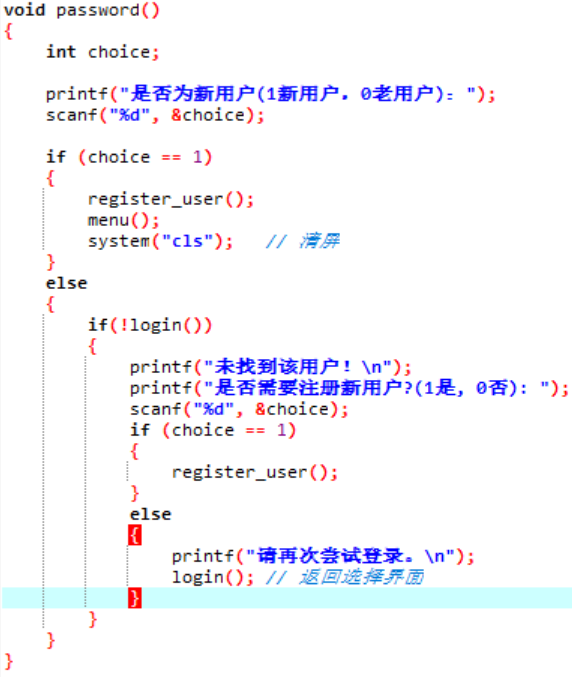 void password()
{
    int choice;

    printf("是否为新用户(1新用户。0老用户)：");
    scanf("%d", &choice);

    if (choice == 1)
    {
        register_user();
        menu();
        system("cls");   // 清屏
    }
    else
    {
        if(!login())
        {
            printf("未找到该用户！\n");
            printf("是否需要注册新用户?(1是, 0否): ");
            scanf("%d", &choice);
            if (choice == 1)
            {
                register_user();
            }
            else
            {
                printf("请再次尝试登录。\n");
                login(); // 返回选择界面
            }
        }
    }
}